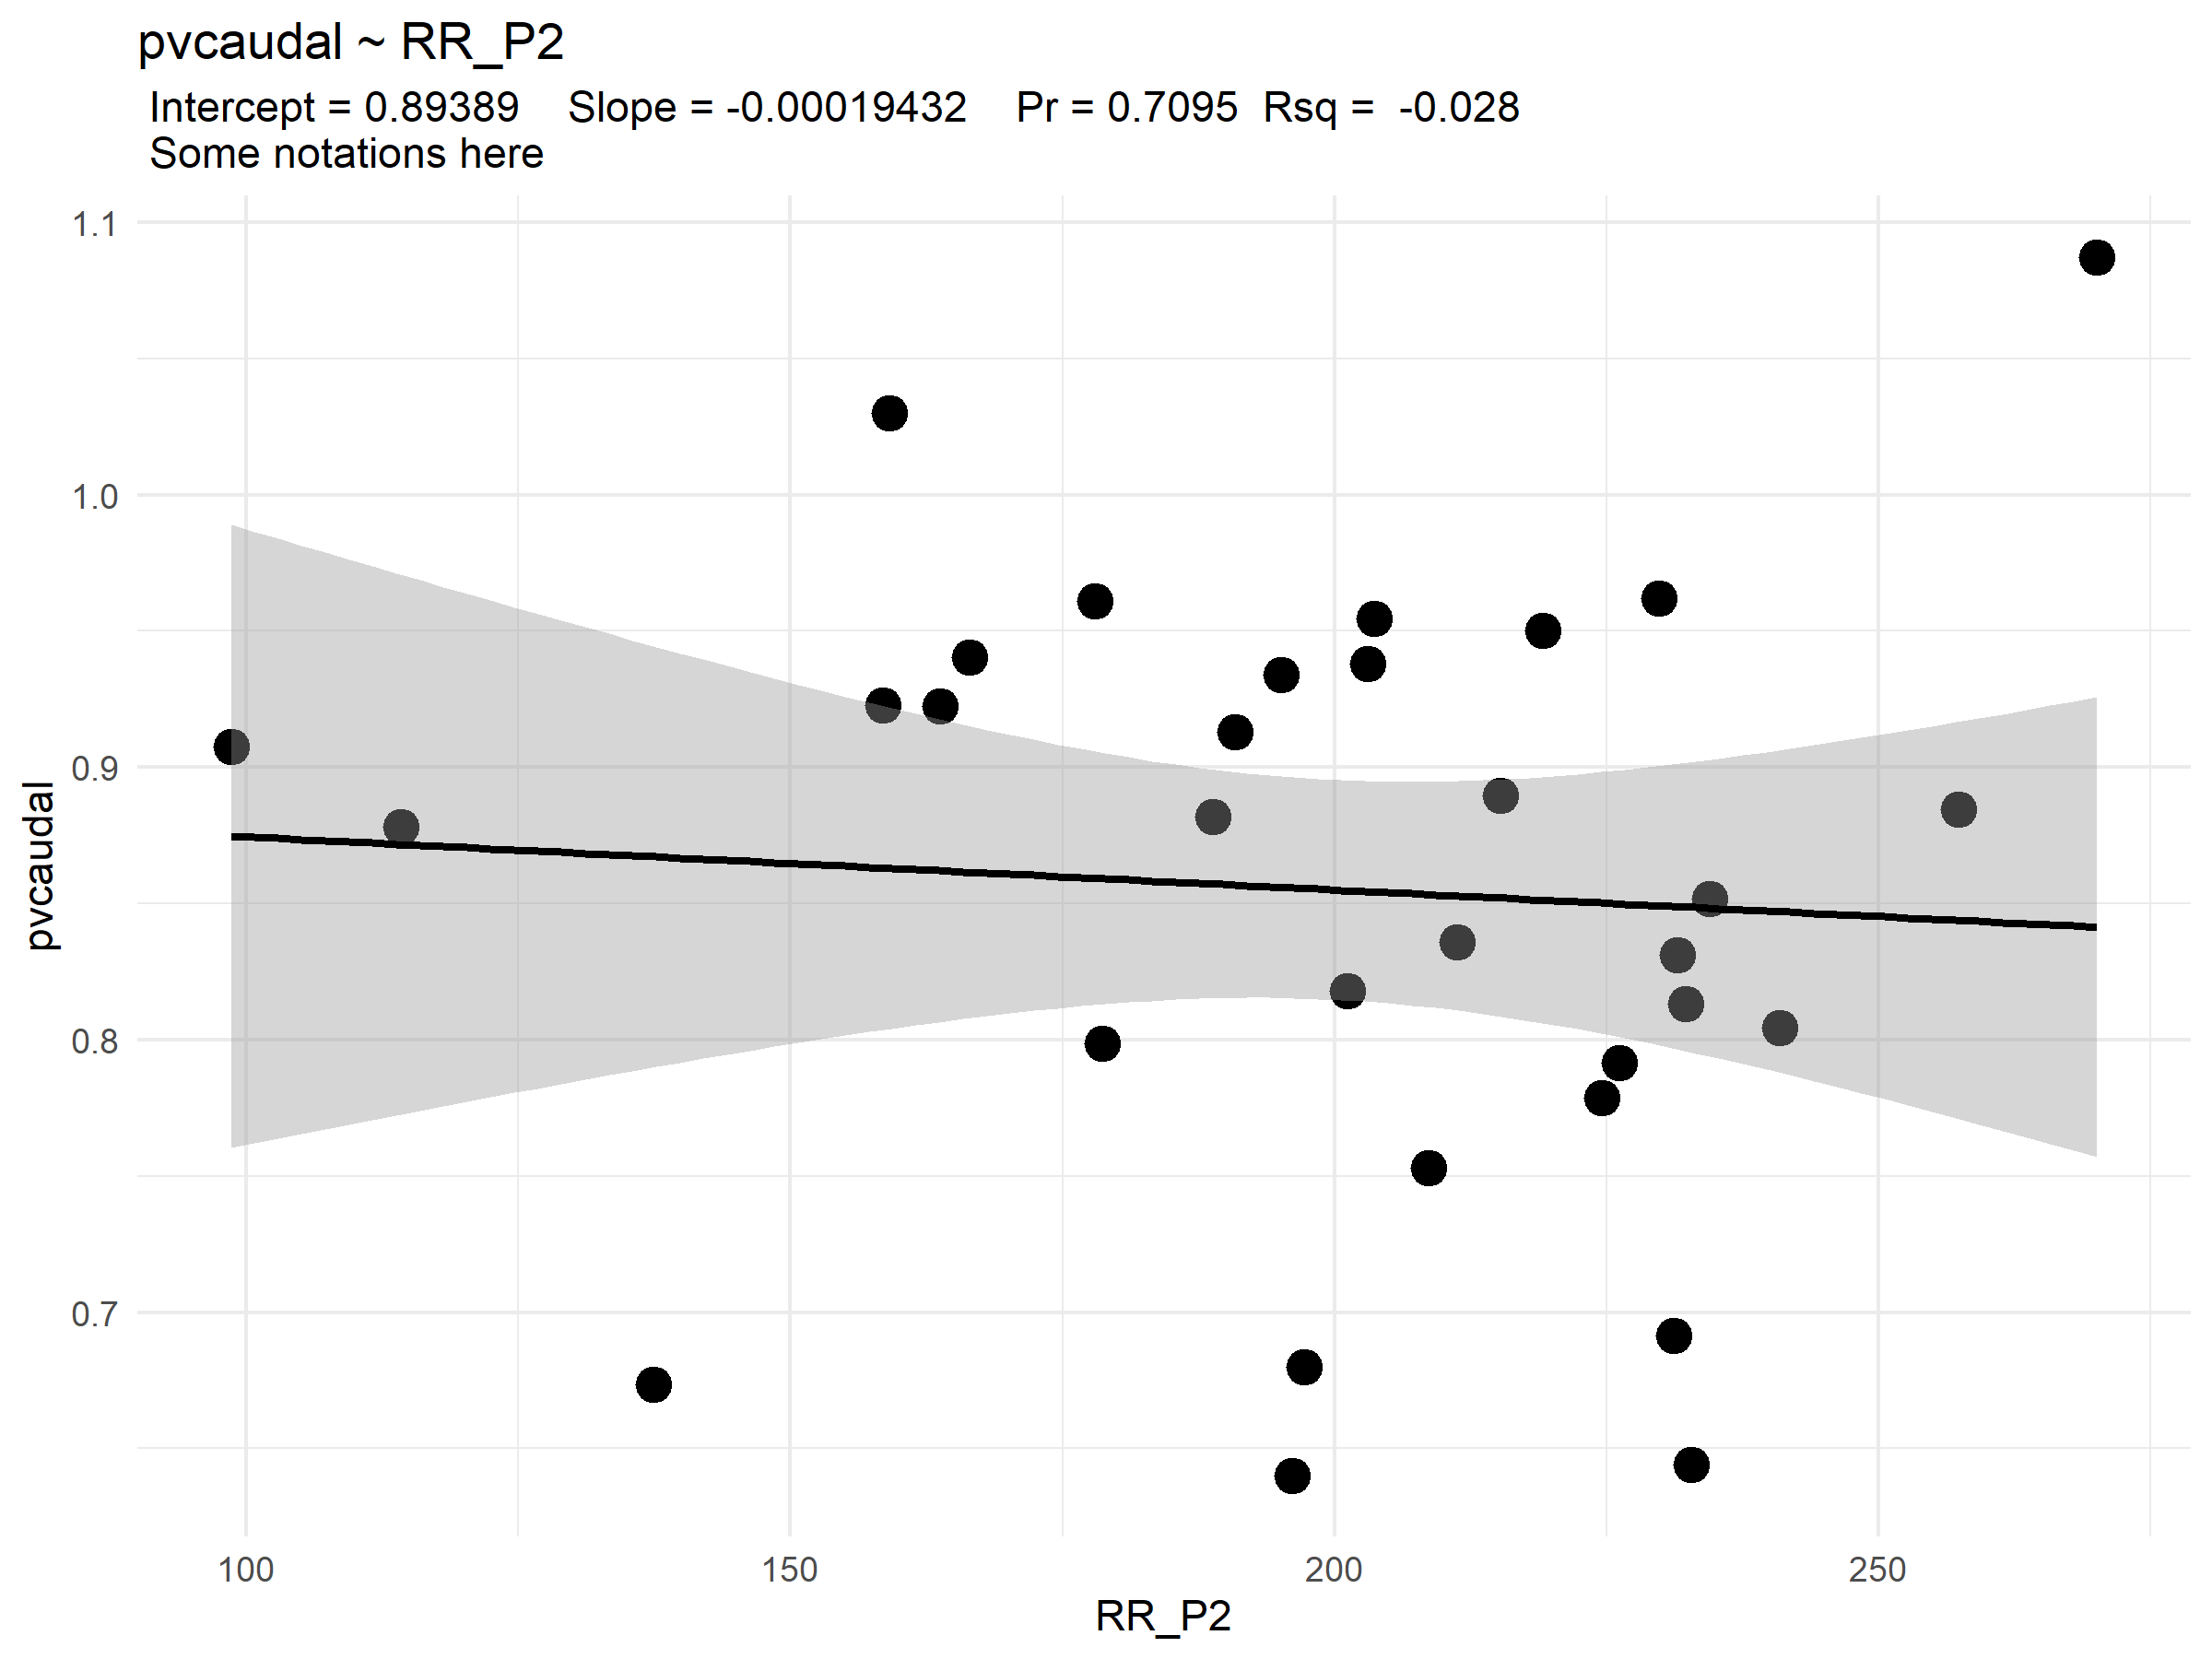 pvcaudal ~ RR_P2
Intercept = 0.89389 Slope = -0.00019432 Pr = 0.7095 Rsq = -0.028
Some notations here
1.1
1.0
0.9
0.8
0.7
pvcaudal
100 150 200 250
RR_P2